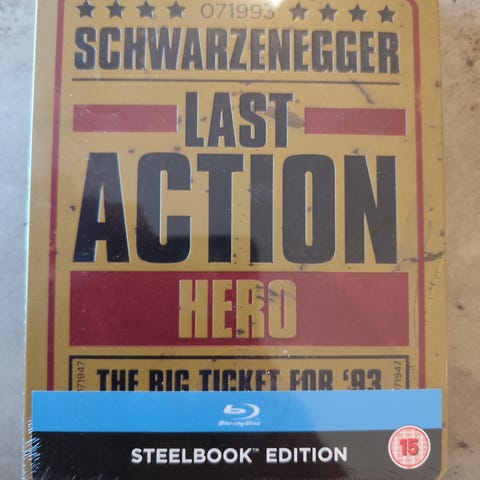 ★ ★ ★ ★ 071993 ★ ★ ★ ★
SCHWARZENEGGER
LAST
ACTION
HERO
THE BIG TICKET FOR '93
071947
071947
Blu-ray Disc
STEELBOOK™ EDITION
15